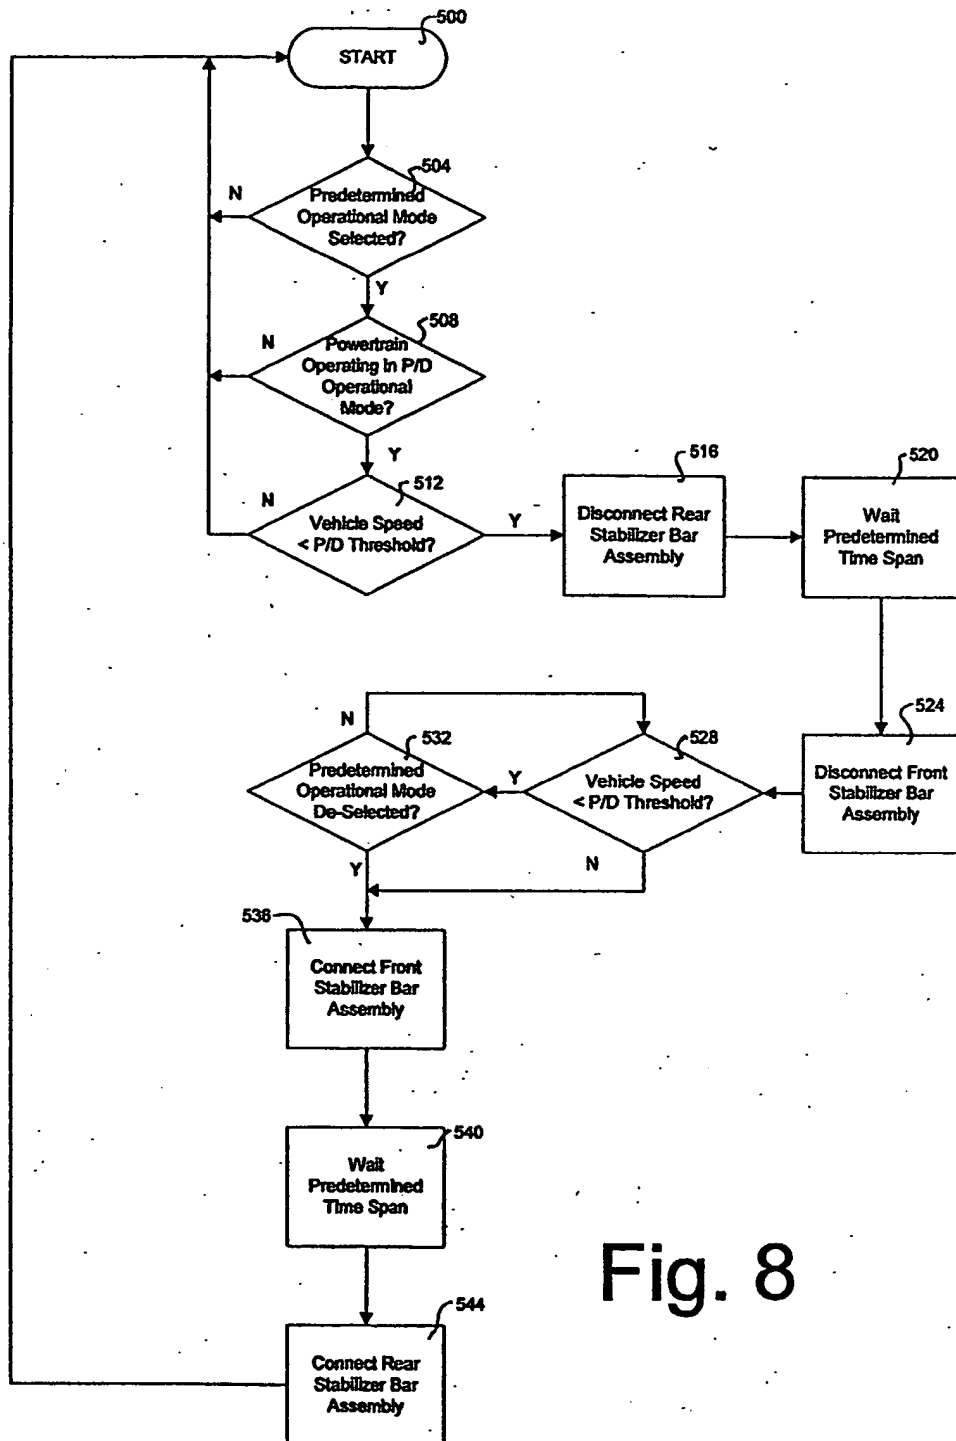 500
START
504
N
Predetermined
Operational Mode
Selected?
Y
508
N
Powertrain
Operating in P/D
Operational
Mode?
Y
512
N
Vehicle Speed
< P/D Threshold?
Y
516
Disconnect Rear
Stabilizer Bar
Assembly
520
Wait
Predetermined
Time Span
524
Disconnect Front
Stabilizer Bar
Assembly
528
Vehicle Speed
< P/D Threshold?
Y
N
532
N
Predetermined
Operational Mode
De-Selected?
Y
536
Connect Front
Stabilizer Bar
Assembly
540
Wait
Predetermined
Time Span
544
Connect Rear
Stabilizer Bar
Assembly
Fig. 8